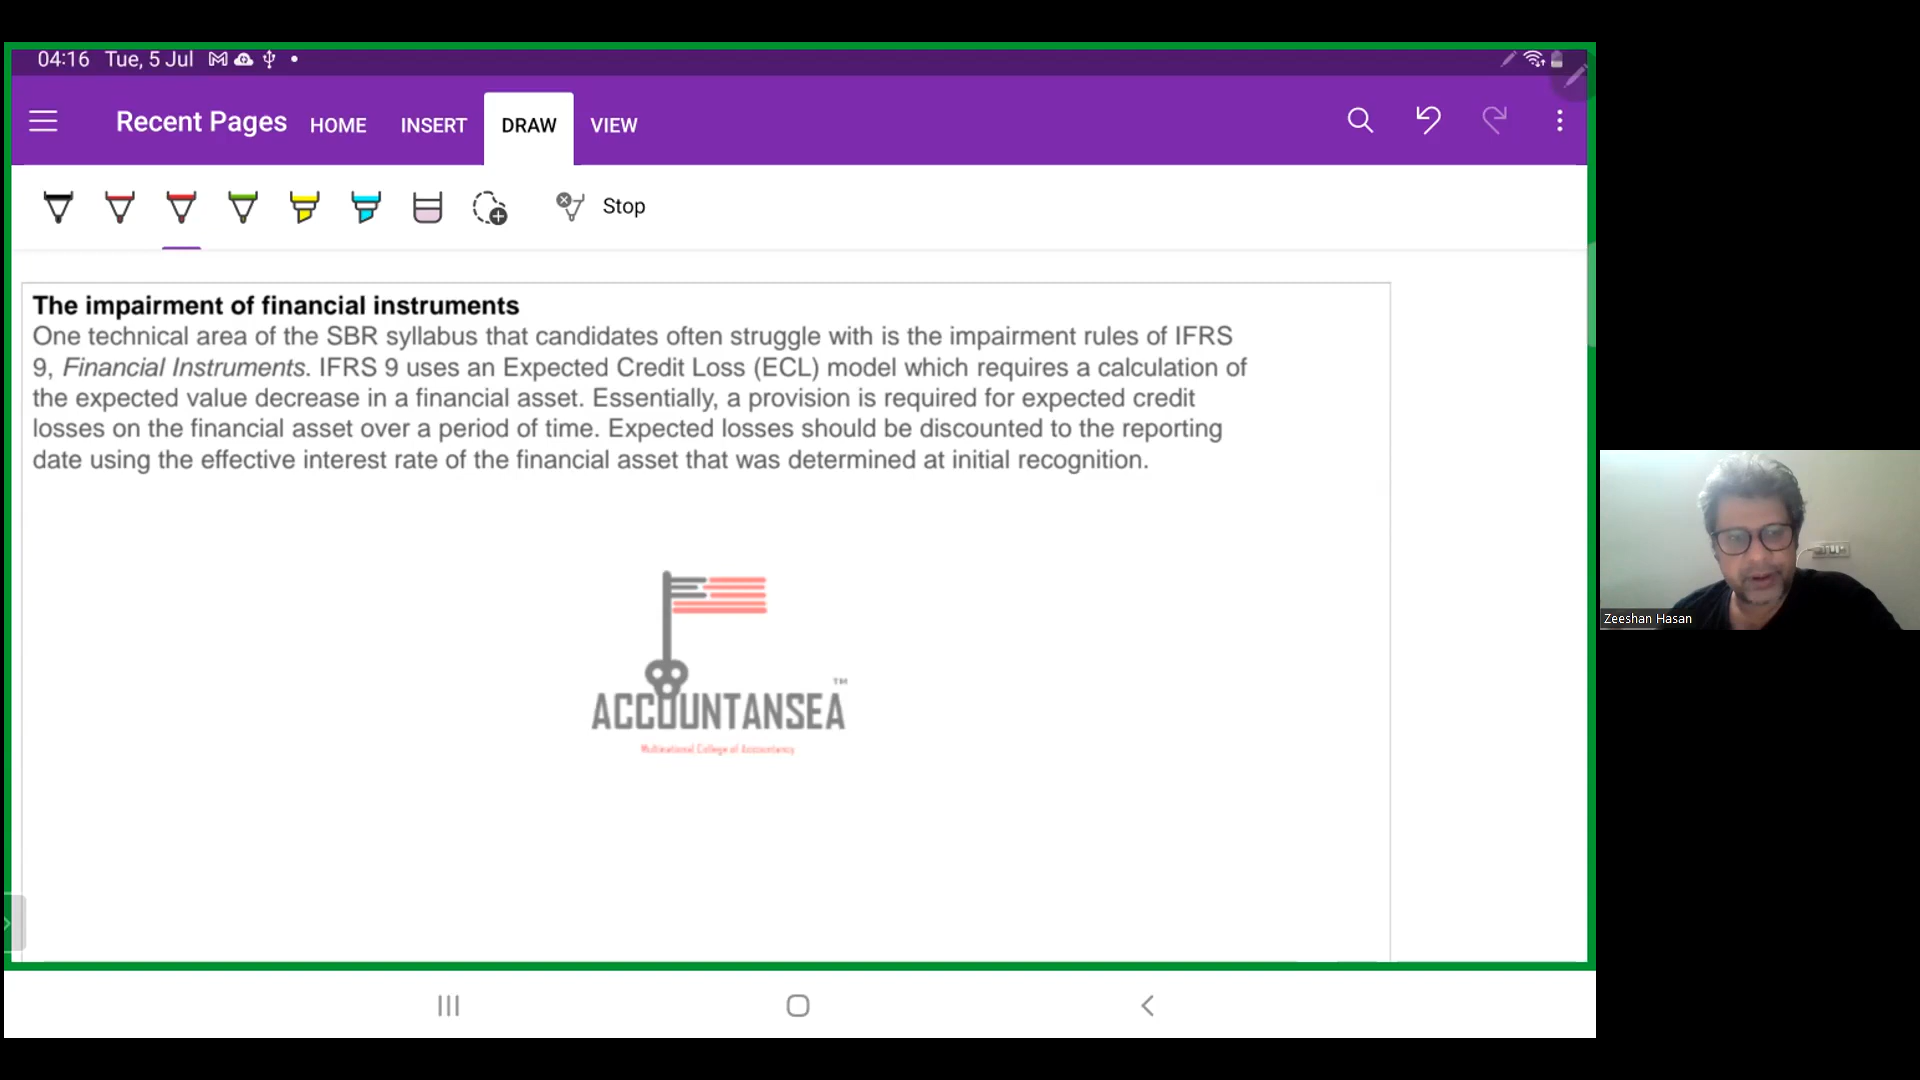 04:16 Tue, 5 Jul
Recent Pages HOME INSERT DRAW VIEW
Stop
The impairment of financial instruments
One technical area of the SBR syllabus that candidates often struggle with is the impairment rules of IFRS
9, Financial Instruments. IFRS 9 uses an Expected Credit Loss (ECL) model which requires a calculation of
the expected value decrease in a financial asset. Essentially, a provision is required for expected credit
losses on the financial asset over a period of time. Expected losses should be discounted to the reporting
date using the effective interest rate of the financial asset that was determined at initial recognition.
ACCOUNTANSEA TM
Multinational College of Accountancy
Zeeshan Hasan